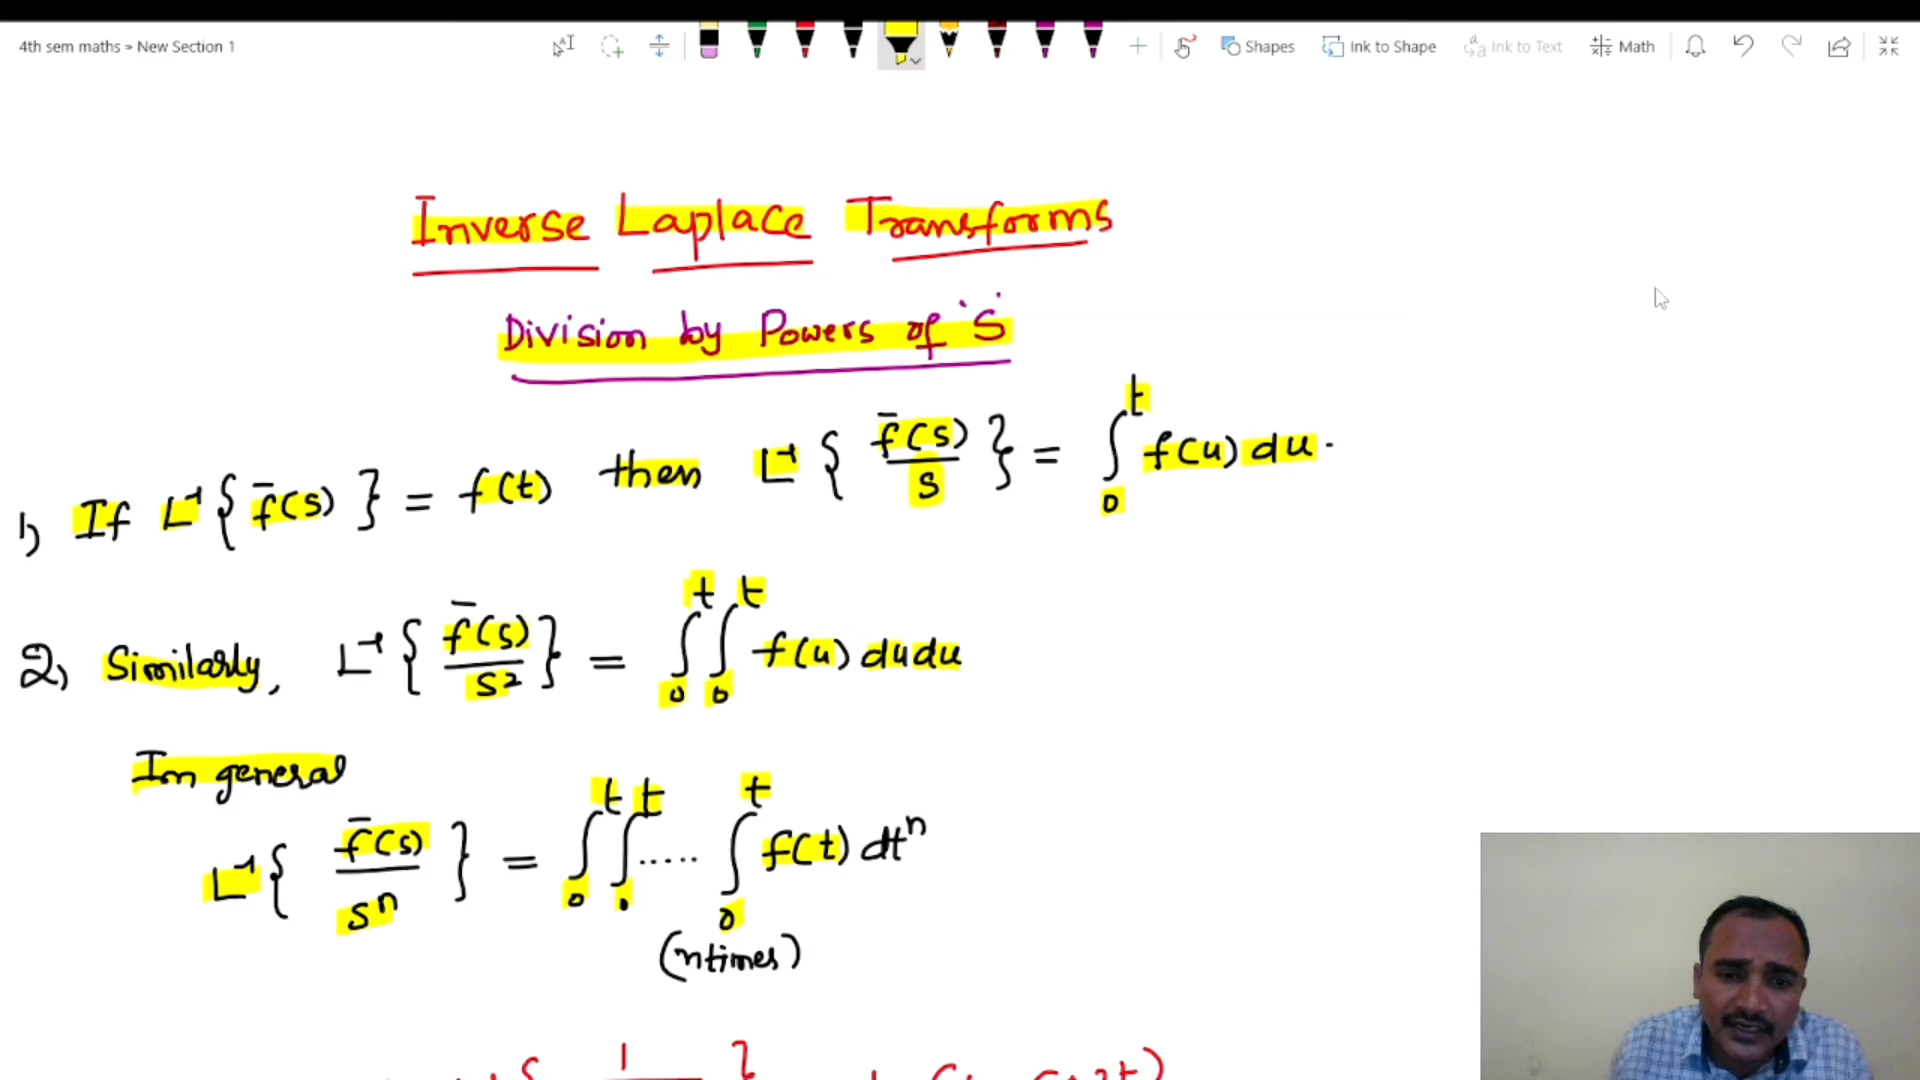 4th sem maths » New Section 1
Shapes Ink to Shape Ink to Text Math
Inverse Laplace Transforms
Division by Powers of 'S'
1) If L⁻¹{ f̄(s) } = f(t) then L⁻¹{ f̄(s)/s } = ∫₀ᵗ f(u) du.
2) Similarly, L⁻¹{ f̄(s)/s² } = ∫₀ᵗ ∫₀ᵗ f(u) du du
In general
L⁻¹{ f̄(s)/sⁿ } = ∫₀ᵗ ∫₀ᵗ ..... ∫₀ᵗ f(t) dtⁿ
(n times)